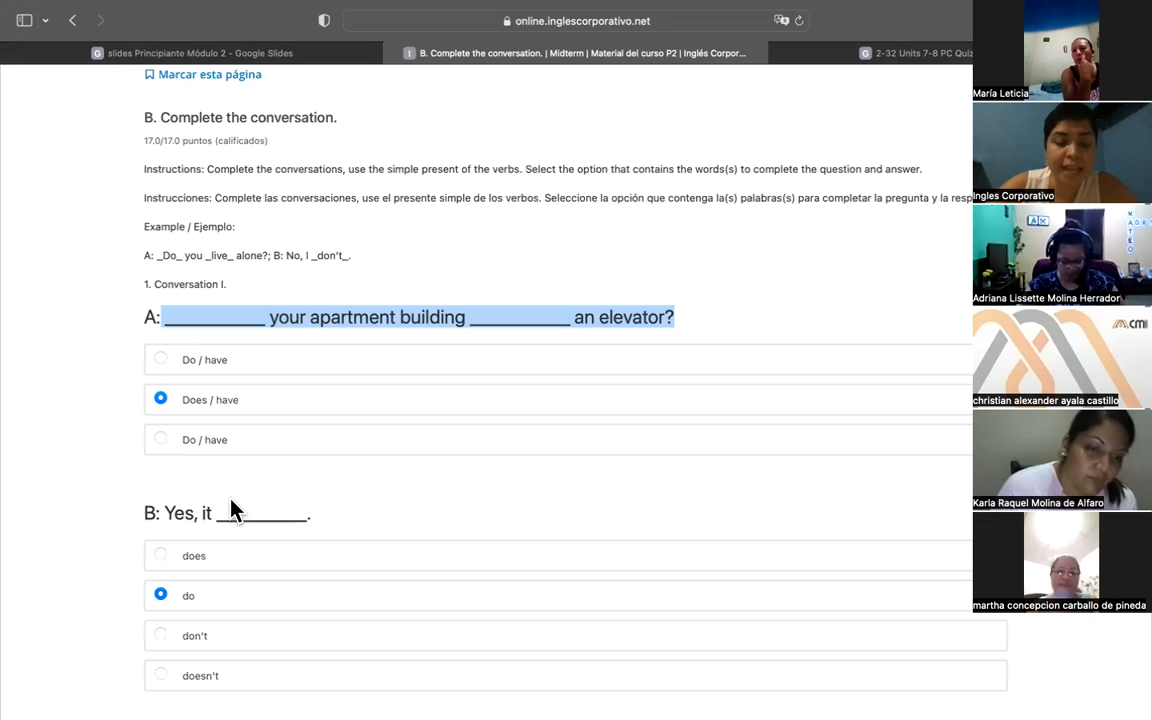 online.inglescorporativo.net
slides Principiante Módulo 2 - Google Slides
B. Complete the conversation. | Midterm | Material del curso P2 | Inglés Corpor...
2-32 Units 7-8 PC Quiz
Marcar esta página
B. Complete the conversation.
17.0/17.0 puntos (calificados)
Instructions: Complete the conversations, use the simple present of the verbs. Select the option that contains the words(s) to complete the question and answer.
Instrucciones: Complete las conversaciones, use el presente simple de los verbos. Seleccione la opción que contenga la(s) palabras(s) para completar la pregunta y la resp
Example / Ejemplo:
A: _Do_ you _live_ alone?; B: No, I _don't_.
1. Conversation I.
A: __________ your apartment building __________ an elevator?
Do / have
Does / have
Do / have
B: Yes, it _________.
does
do
don't
doesn't
María Leticia
Ingles Corporativo
Adriana Lissette Molina Herrador
cmi
christian alexander ayala castillo
Karla Raquel Molina de Alfaro
martha concepcion carballo de pineda